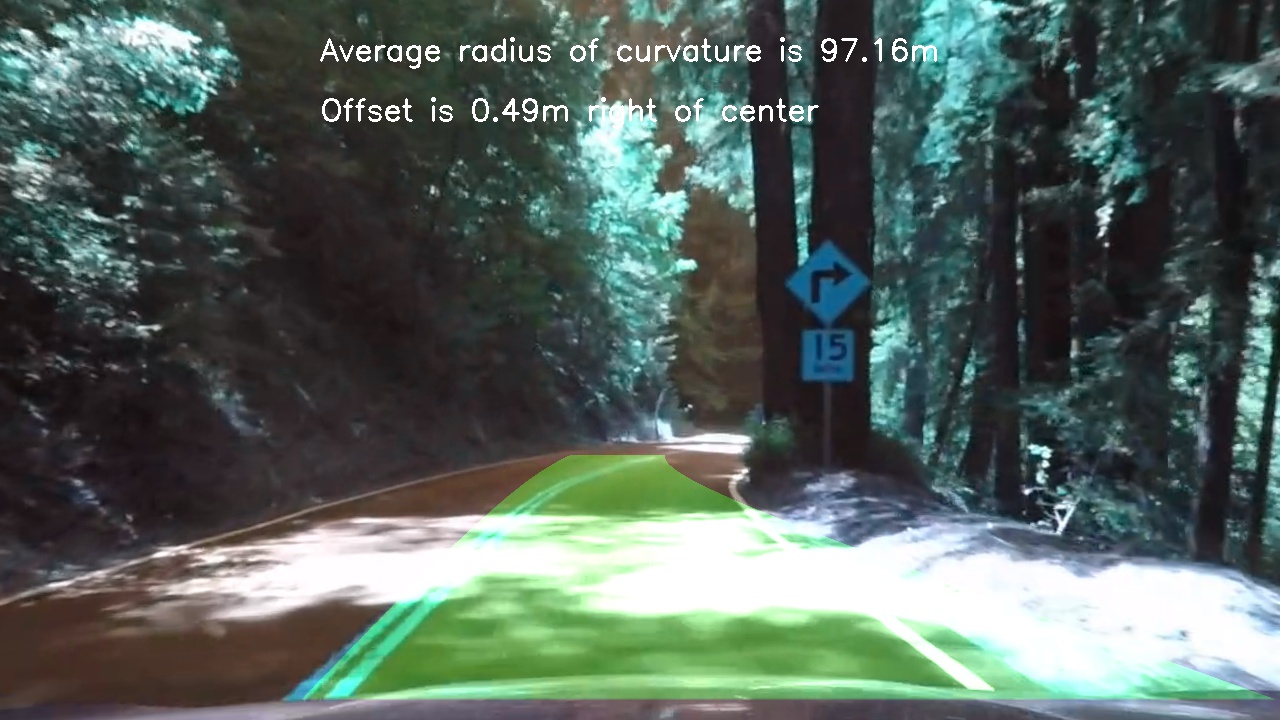 Average radius of curvature is 97.16m
Offset is 0.49m right of center
15